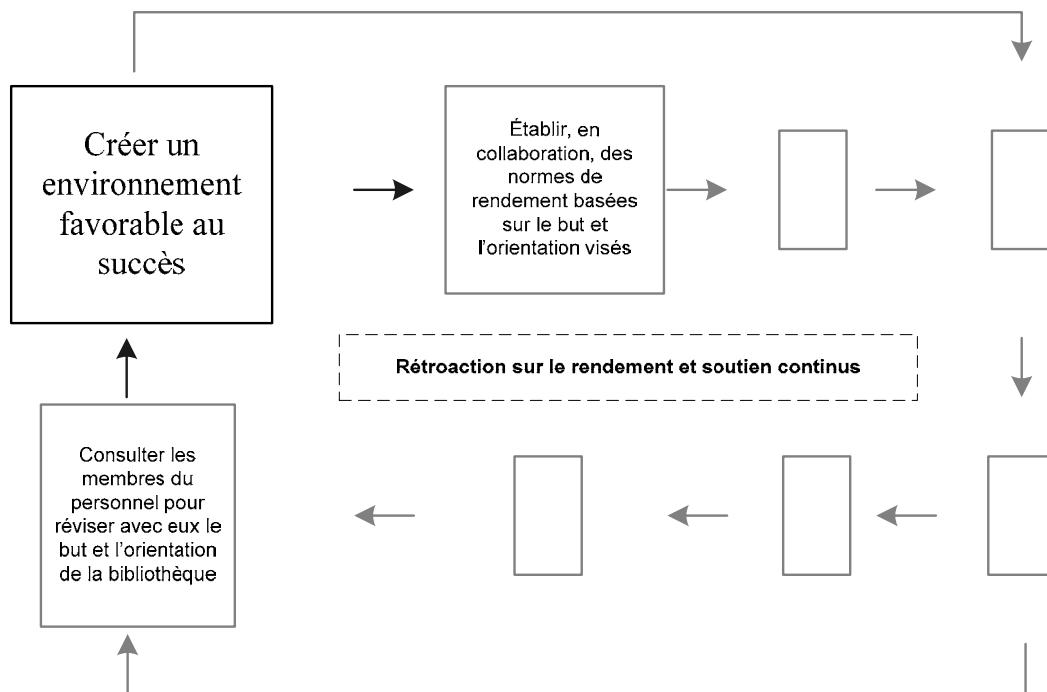 Créer un
environnement
favorable au
succès
Établir, en
collaboration, des
normes de
rendement basées
sur le but et
l'orientation visés
Rétroaction sur le rendement et soutien continus
Consulter les
membres du
personnel pour
réviser avec eux le
but et l'orientation
de la bibliothèque